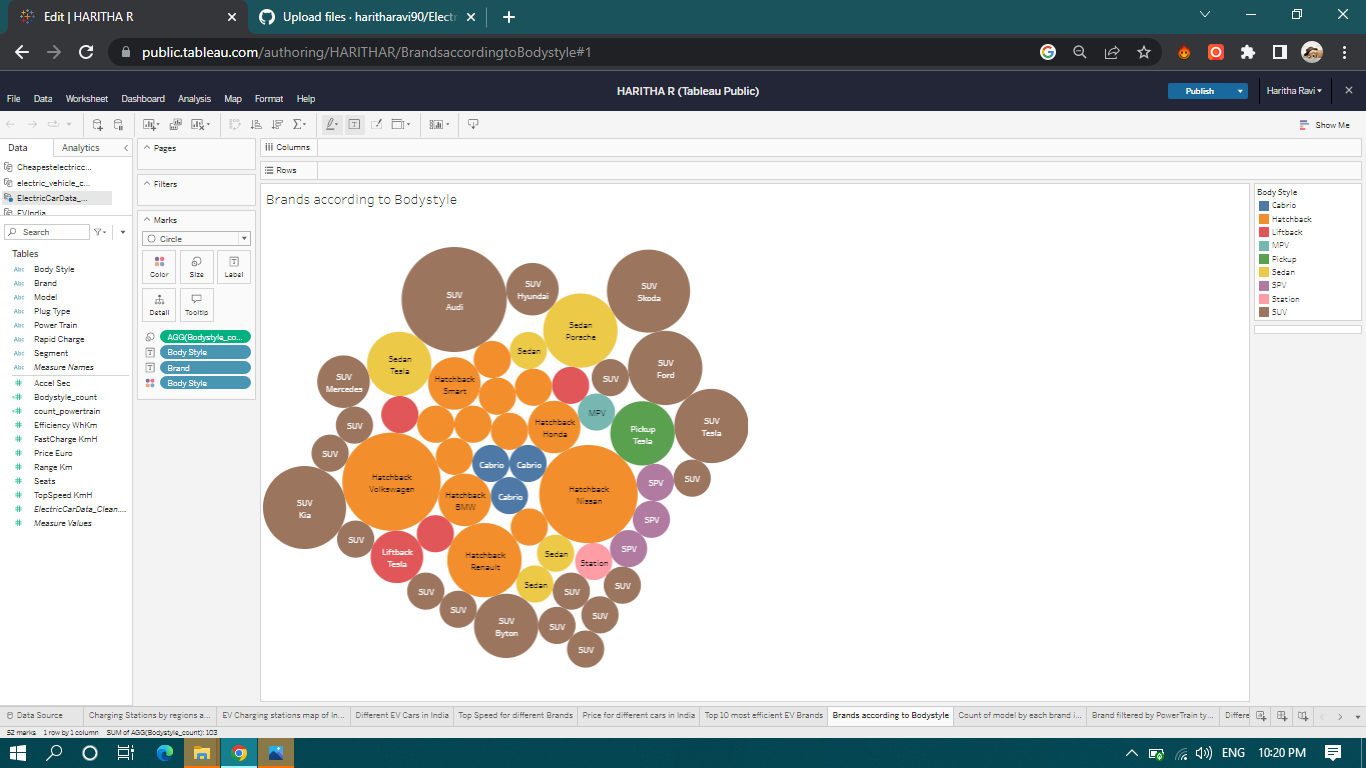 Edit | HARITHA R
Upload files · haritharavi90/Electr
public.tableau.com/authoring/HARITHAR/BrandsaccordingtoBodystyle#1
HARITHA R (Tableau Public)
File Data Worksheet Dashboard Analysis Map Format Help
Publish
Haritha Ravi
Show Me
Data Analytics
Cheapestelectricc...
electric_vehicle_c...
ElectricCarData_...
EVIndia
Search
Tables
Abc Body Style
Abc Brand
Abc Model
Abc Plug Type
Abc Power Train
Abc Rapid Charge
Abc Segment
Abc Measure Names
Accel Sec
Bodystyle_count
count_powertrain
Efficiency WhKm
FastCharge KmH
Price Euro
Range Km
Seats
TopSpeed KmH
ElectricCarData_Clean....
Measure Values
Pages
Filters
Marks
Circle
Color Size Label
Detail Tooltip
AGG(Bodystyle_co...
Body Style
Brand
Body Style
Columns
Rows
Brands according to Bodystyle
SUV
Audi
SUV
Hyundai
SUV
Skoda
Sedan
Porsche
Sedan
Sedan
Tesla
SUV
Mercedes
Hatchback
Smart
SUV
SUV
Ford
SUV
Hatchback
Honda
MPV
Pickup
Tesla
SUV
Tesla
SUV
Hatchback
Volkswagen
Cabrio
Cabrio
Cabrio
Hatchback
BMW
Hatchback
Nissan
SPV
SUV
SUV
Kia
SPV
SUV
Liftback
Tesla
Hatchback
Renault
Sedan
Station
SPV
Sedan
SUV
SUV
SUV
SUV
SUV
Byton
SUV
SUV
SUV
Body Style
Cabrio
Hatchback
Liftback
MPV
Pickup
Sedan
SPV
Station
SUV
Data Source
Charging Stations by regions a...
EV Charging stations map of In...
Different EV Cars in India
Top Speed for different Brands
Price for different cars in India
Top 10 most efficient EV Brands
Brands according to Bodystyle
Count of model by each brand i...
Brand filtered by PowerTrain ty...
Differe
52 marks 1 row by 1 column SUM of AGG(Bodystyle_count): 103
ENG 10:20 PM